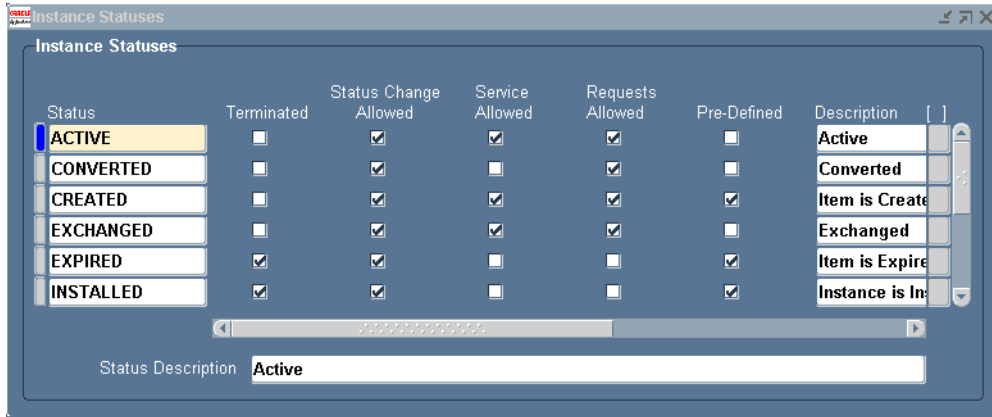 ORACLE
Instance Statuses
Instance Statuses
Status Change Service Requests
Status Terminated Allowed Allowed Allowed Pre-Defined Description [ ]
ACTIVE Active
CONVERTED Converted
CREATED Item is Create
EXCHANGED Exchanged
EXPIRED Item is Expire
INSTALLED Instance is In
Status Description Active